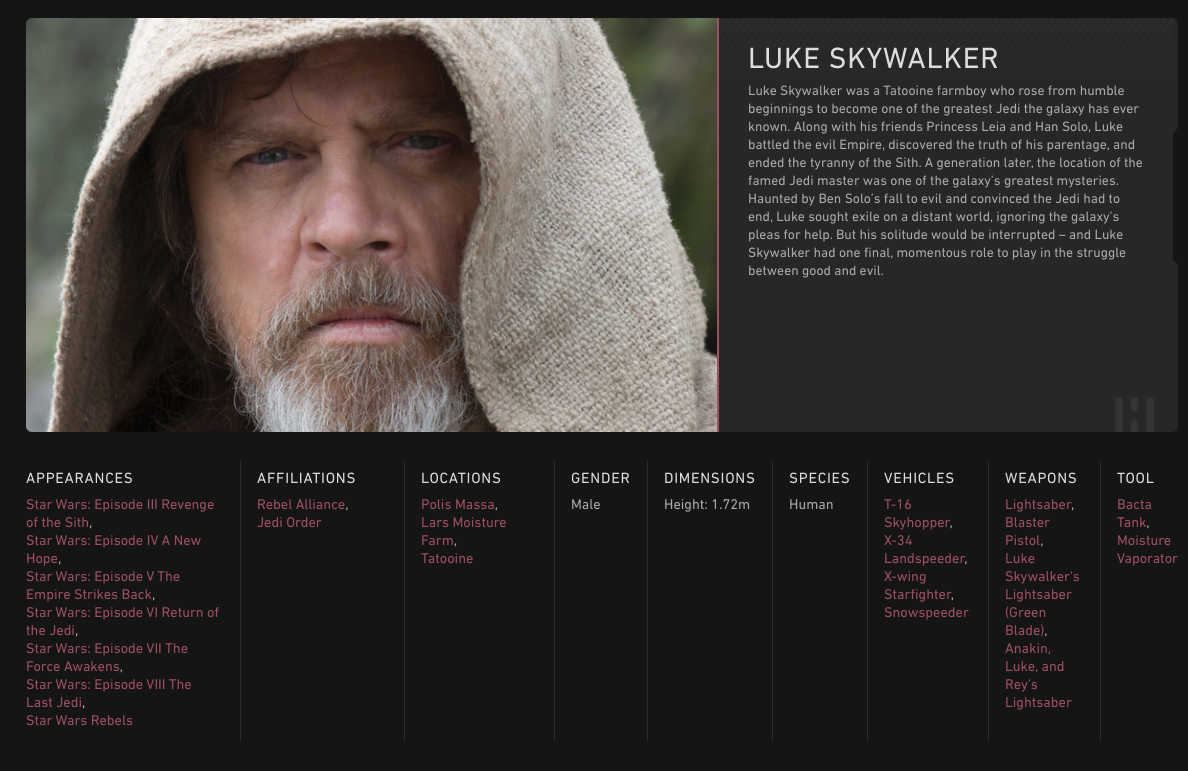 LUKE SKYWALKER
Luke Skywalker was a Tatooine farmboy who rose from humble
beginnings to become one of the greatest Jedi the galaxy has ever
known. Along with his friends Princess Leia and Han Solo, Luke
battled the evil Empire, discovered the truth of his parentage, and
ended the tyranny of the Sith. A generation later, the location of the
famed Jedi master was one of the galaxy's greatest mysteries.
Haunted by Ben Solo's fall to evil and convinced the Jedi had to
end, Luke sought exile on a distant world, ignoring the galaxy's
pleas for help. But his solitude would be interrupted – and Luke
Skywalker had one final, momentous role to play in the struggle
between good and evil.
APPEARANCES
Star Wars: Episode III Revenge
of the Sith,
Star Wars: Episode IV A New
Hope,
Star Wars: Episode V The
Empire Strikes Back,
Star Wars: Episode VI Return of
the Jedi,
Star Wars: Episode VII The
Force Awakens,
Star Wars: Episode VIII The
Last Jedi,
Star Wars Rebels
AFFILIATIONS
Rebel Alliance,
Jedi Order
LOCATIONS
Polis Massa,
Lars Moisture
Farm,
Tatooine
GENDER
Male
DIMENSIONS
Height: 1.72m
SPECIES
Human
VEHICLES
T-16
Skyhopper,
X-34
Landspeeder,
X-wing
Starfighter,
Snowspeeder
WEAPONS
Lightsaber,
Blaster
Pistol,
Luke
Skywalker's
Lightsaber
(Green
Blade),
Anakin,
Luke, and
Rey's
Lightsaber
TOOL
Bacta
Tank,
Moisture
Vaporator